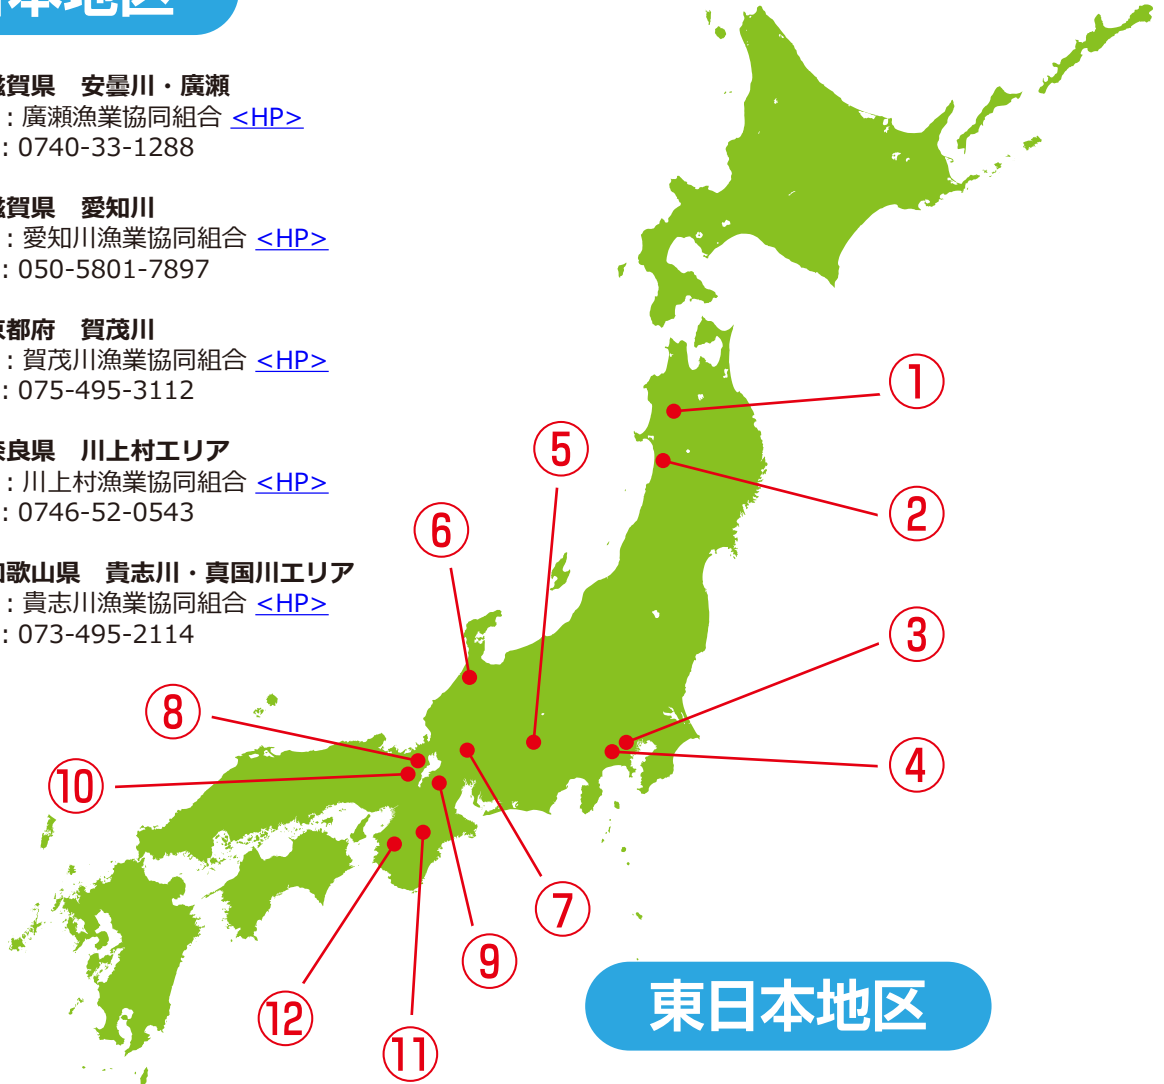 本地区
賀県 安曇川・廣瀬
：廣瀬漁業協同組合 <HP>
：0740-33-1288
賀県 愛知川
：愛知川漁業協同組合 <HP>
：050-5801-7897
都府 賀茂川
：賀茂川漁業協同組合 <HP>
：075-495-3112
良県 川上村エリア
：川上村漁業協同組合 <HP>
：0746-52-0543
歌山県 貴志川・真国川エリア
：貴志川漁業協同組合 <HP>
：073-495-2114
①
⑤
②
⑥
③
⑧
④
⑩
⑦
⑨
⑫
⑪
東日本地区